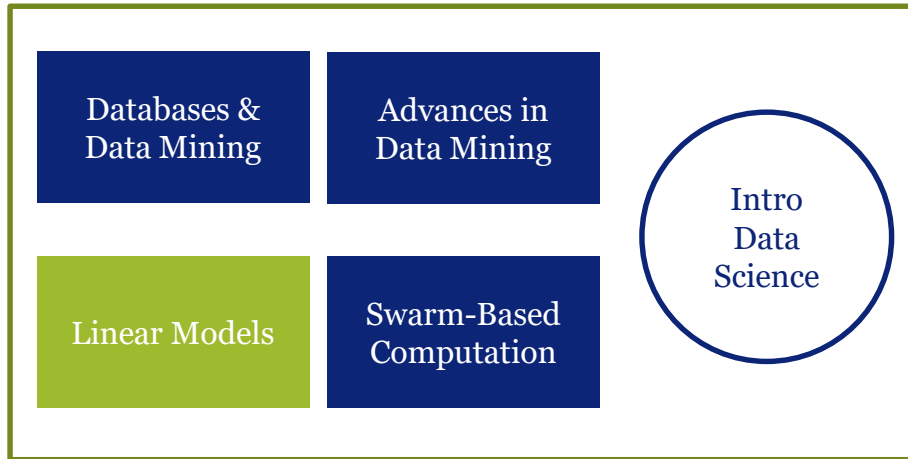 Databases &
Data Mining
Advances in
Data Mining
Intro
Data
Science
Linear Models
Swarm-Based
Computation